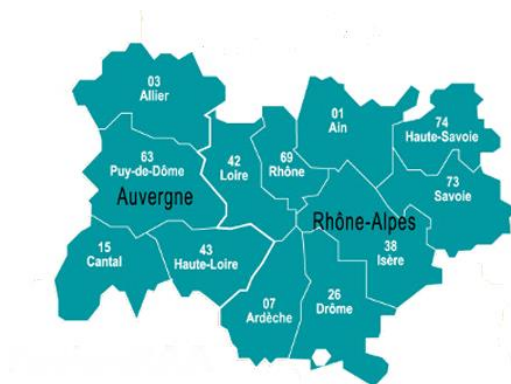 03
Allier
01
Ain
74
Haute-Savoie
63
Puy-de-Dôme
42
Loire
69
Rhône
73
Savoie
Auvergne
Rhône-Alpes
15
Cantal
43
Haute-Loire
38
Isère
07
Ardèche
26
Drôme